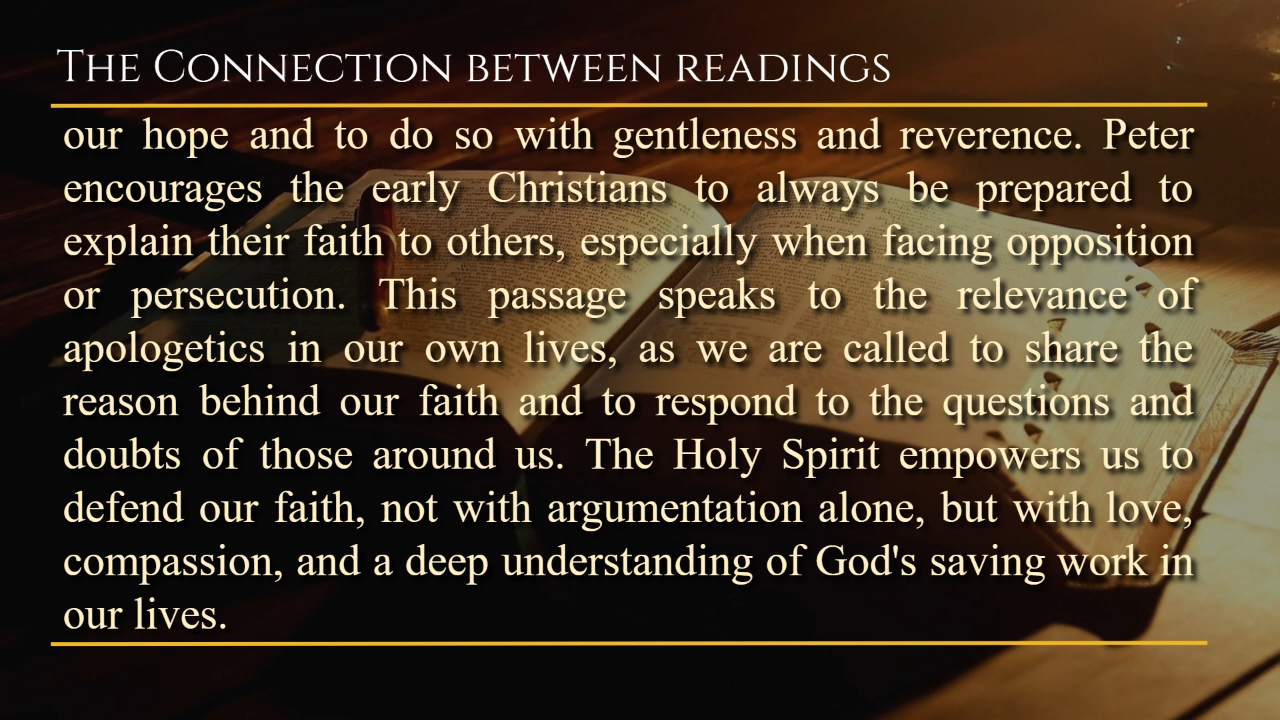 The Connection between readings
our hope and to do so with gentleness and reverence. Peter
encourages the early Christians to always be prepared to
explain their faith to others, especially when facing opposition
or persecution. This passage speaks to the relevance of
apologetics in our own lives, as we are called to share the
reason behind our faith and to respond to the questions and
doubts of those around us. The Holy Spirit empowers us to
defend our faith, not with argumentation alone, but with love,
compassion, and a deep understanding of God's saving work in
our lives.